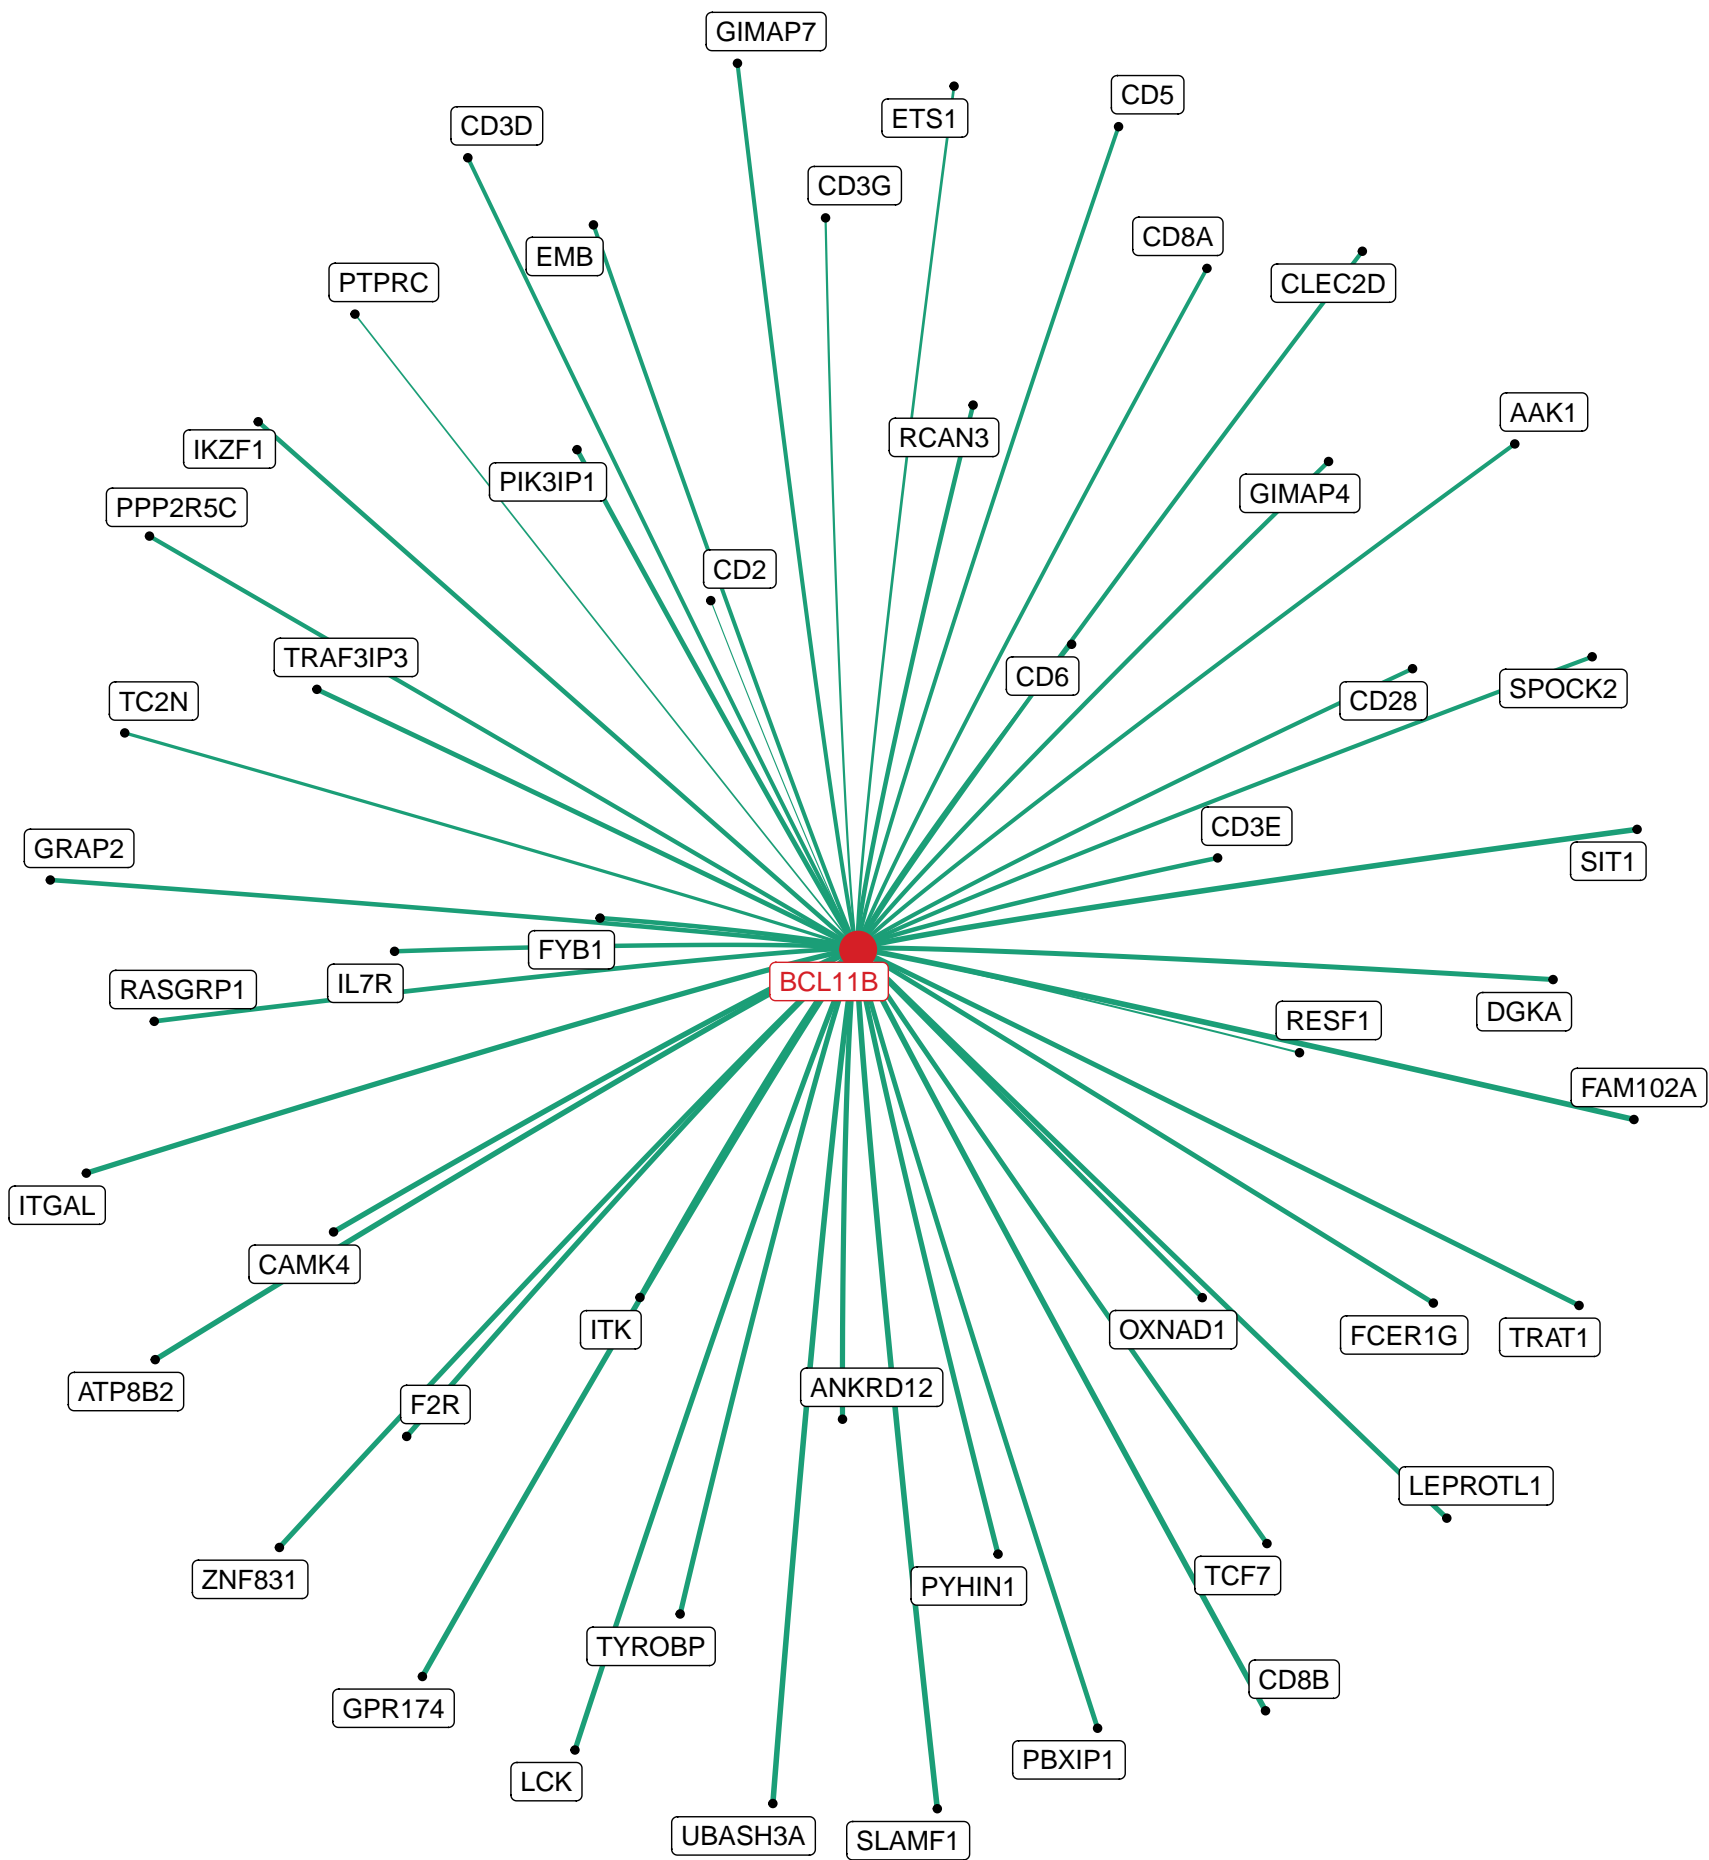 GIMAP7
CD5
ETS1
CD3D
CD3G
CD8A
EMB
PTPRC
CLEC2D
AAK1
RCAN3
IKZF1
PIK3IP1
GIMAP4
PPP2R5C
CD2
TRAF3IP3
CD6
SPOCK2
TC2N
CD28
CD3E
GRAP2
SIT1
FYB1
BCL11B
IL7R
RASGRP1
DGKA
RESF1
FAM102A
ITGAL
CAMK4
ITK
OXNAD1
FCER1G
TRAT1
ANKRD12
ATP8B2
F2R
LEPROTL1
TCF7
ZNF831
PYHIN1
TYROBP
CD8B
GPR174
PBXIP1
LCK
UBASH3A
SLAMF1